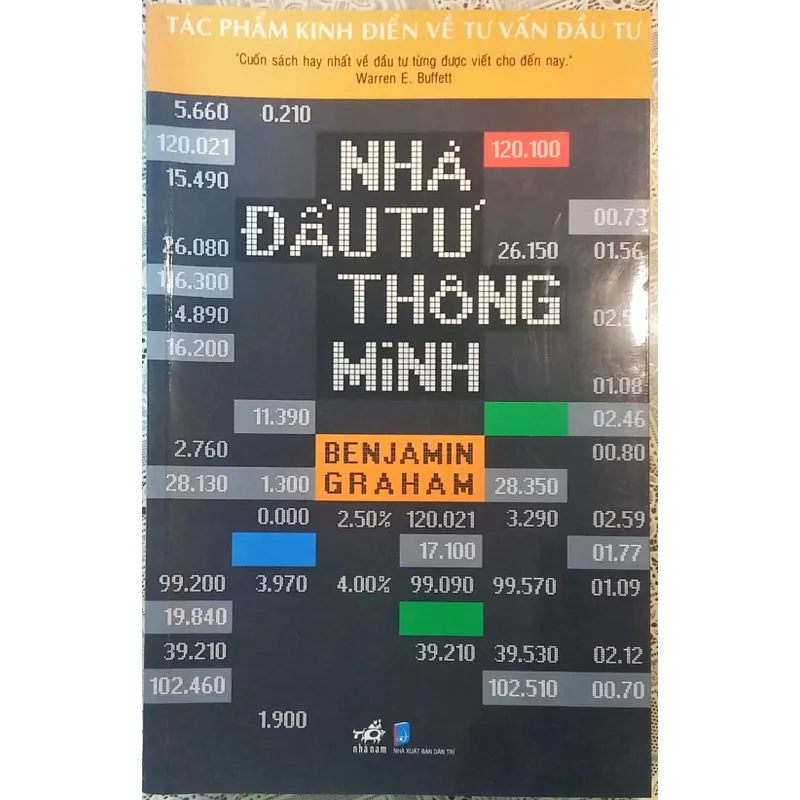 TÁC PHẨM KINH ĐIỂN VỀ TƯ VẤN ĐẦU TƯ
"Cuốn sách hay nhất về đầu tư từng được viết cho đến nay."
Warren E. Buffett
5.660 0.210
120.021 NHÀ 120.100
15.490
00.73
26.080 ĐẦU TƯ 26.150 01.56
4.890 THÔNG
16.200 MINH
01.08
11.390 02.46
2.760 BENJAMIN 00.80
28.130 1.300 GRAHAM 28.350
0.000 2.50% 120.021 3.290 02.59
17.100 01.77
99.200 3.970 4.00% 99.090 99.570 01.09
19.840
39.210 39.210 39.530 02.12
102.460 102.510 00.70
1.900
nhã nam NHÀ XUẤT BẢN DÂN TRÍ